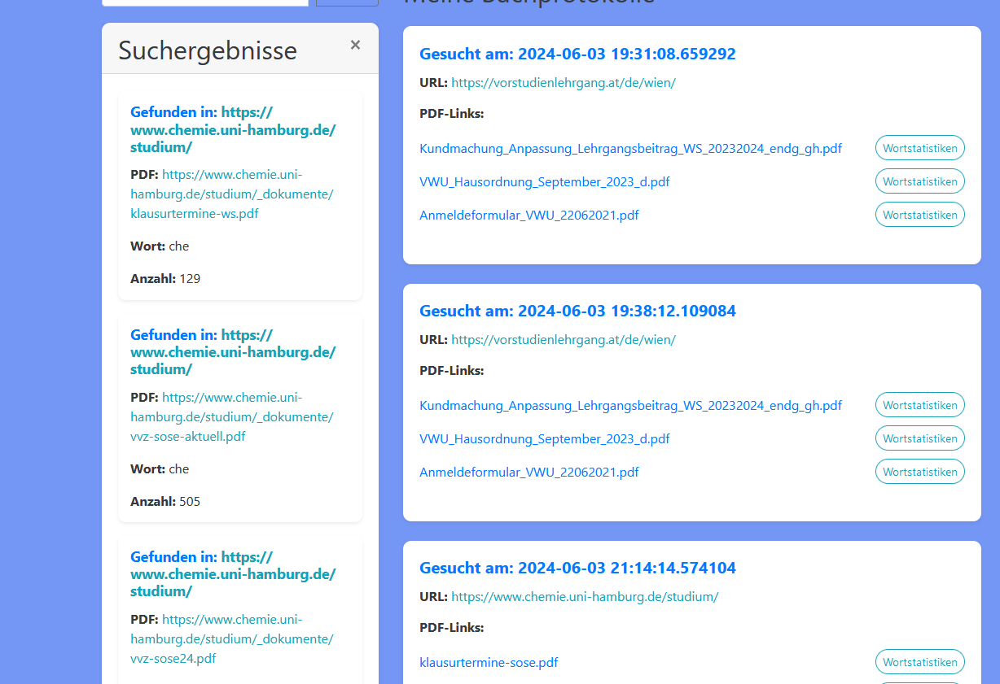 Meine Suchprotokolle
Suchergebnisse ×
Gefunden in: https://
www.chemie.uni-hamburg.de/
studium/
PDF: https://www.chemie.uni-
hamburg.de/studium/_dokumente/
klausurtermine-ws.pdf
Wort: che
Anzahl: 129
Gefunden in: https://
www.chemie.uni-hamburg.de/
studium/
PDF: https://www.chemie.uni-
hamburg.de/studium/_dokumente/
vvz-sose-aktuell.pdf
Wort: che
Anzahl: 505
Gefunden in: https://
www.chemie.uni-hamburg.de/
studium/
PDF: https://www.chemie.uni-
hamburg.de/studium/_dokumente/
vvz-sose24.pdf
Gesucht am: 2024-06-03 19:31:08.659292
URL: https://vorstudienlehrgang.at/de/wien/
PDF-Links:
Kundmachung_Anpassung_Lehrgangsbeitrag_WS_20232024_endg_gh.pdf Wortstatistiken
VWU_Hausordnung_September_2023_d.pdf Wortstatistiken
Anmeldeformular_VWU_22062021.pdf Wortstatistiken
Gesucht am: 2024-06-03 19:38:12.109084
URL: https://vorstudienlehrgang.at/de/wien/
PDF-Links:
Kundmachung_Anpassung_Lehrgangsbeitrag_WS_20232024_endg_gh.pdf Wortstatistiken
VWU_Hausordnung_September_2023_d.pdf Wortstatistiken
Anmeldeformular_VWU_22062021.pdf Wortstatistiken
Gesucht am: 2024-06-03 21:14:14.574104
URL: https://www.chemie.uni-hamburg.de/studium/
PDF-Links:
klausurtermine-sose.pdf Wortstatistiken